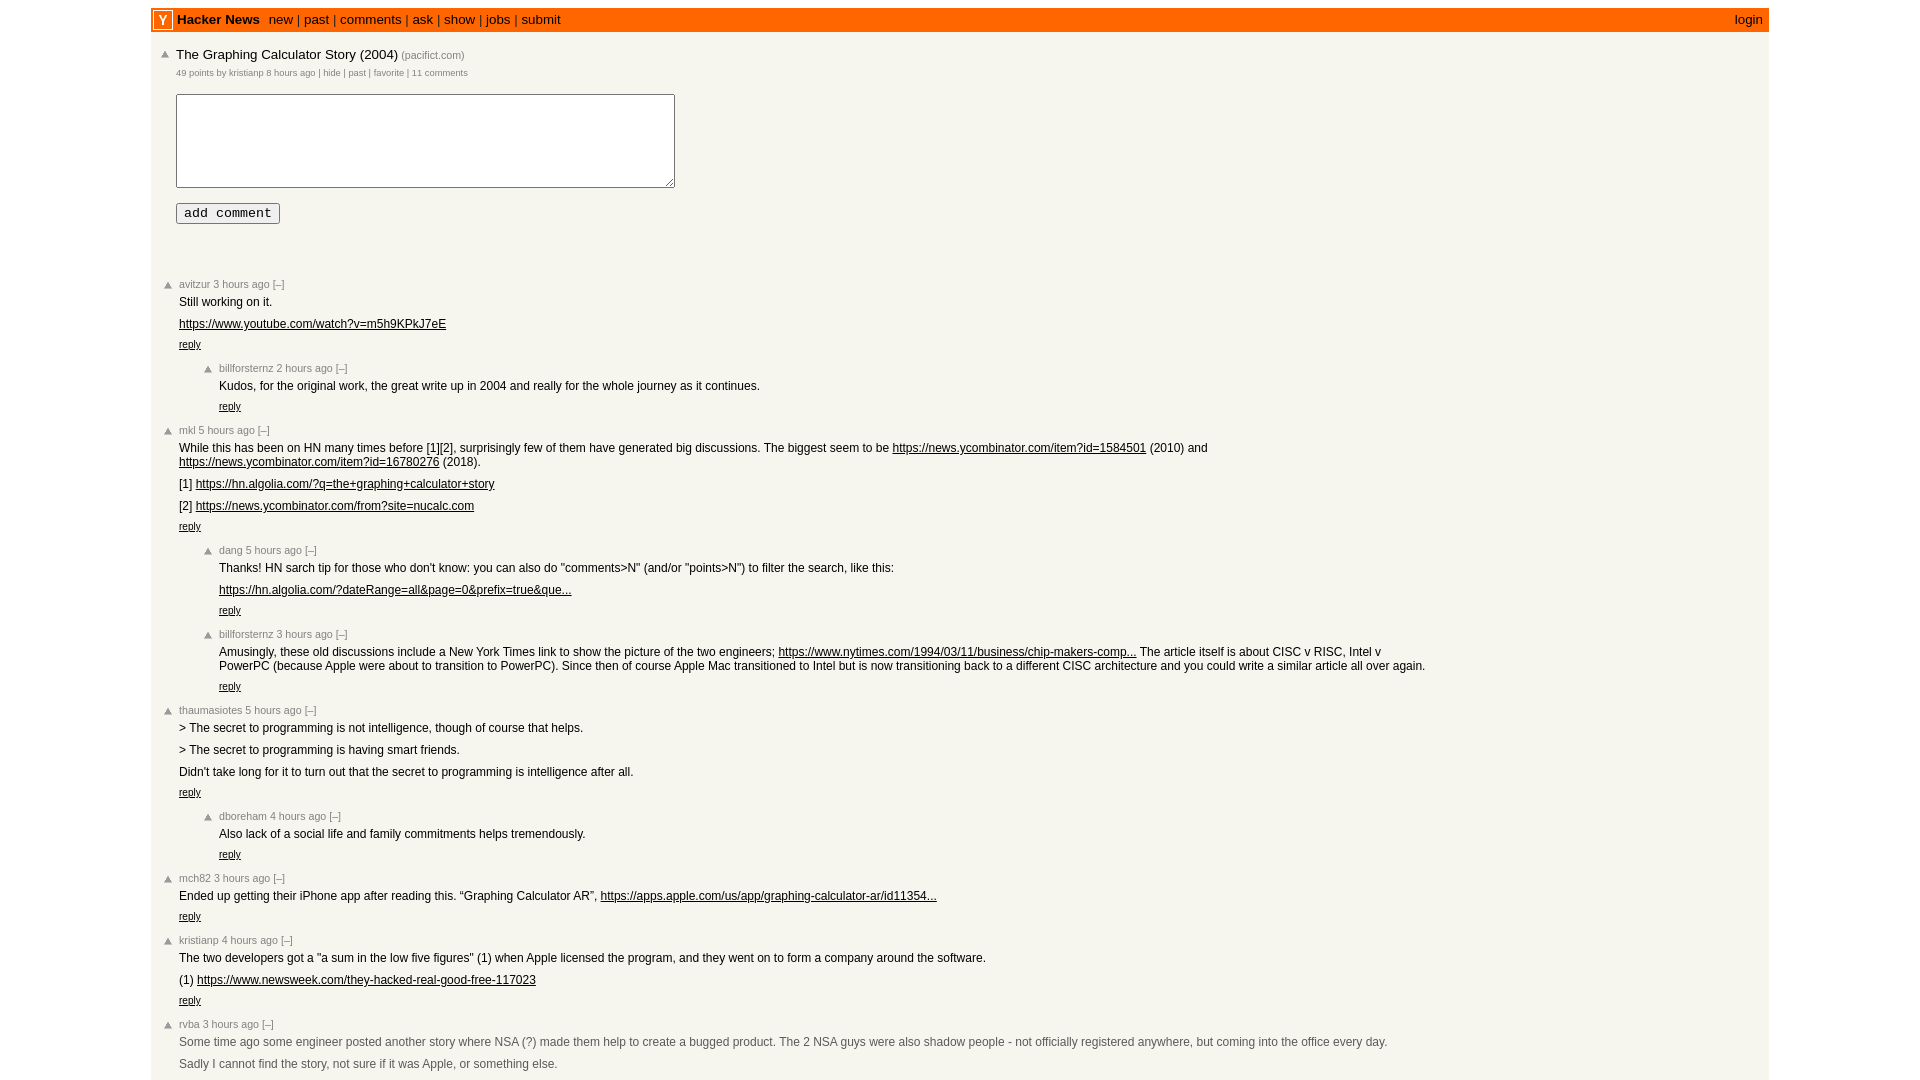 Y Hacker News new | past | comments | ask | show | jobs | submit login
The Graphing Calculator Story (2004) (pacifict.com)
49 points by kristianp 8 hours ago | hide | past | favorite | 11 comments
add comment
avitzur 3 hours ago [–]
Still working on it.
https://www.youtube.com/watch?v=m5h9KPkJ7eE
reply
billforsternz 2 hours ago [–]
Kudos, for the original work, the great write up in 2004 and really for the whole journey as it continues.
reply
mkl 5 hours ago [–]
While this has been on HN many times before [1][2], surprisingly few of them have generated big discussions. The biggest seem to be https://news.ycombinator.com/item?id=1584501 (2010) and
https://news.ycombinator.com/item?id=16780276 (2018).
[1] https://hn.algolia.com/?q=the+graphing+calculator+story
[2] https://news.ycombinator.com/from?site=nucalc.com
reply
dang 5 hours ago [–]
Thanks! HN sarch tip for those who don't know: you can also do "comments>N" (and/or "points>N") to filter the search, like this:
https://hn.algolia.com/?dateRange=all&page=0&prefix=true&que...
reply
billforsternz 3 hours ago [–]
Amusingly, these old discussions include a New York Times link to show the picture of the two engineers; https://www.nytimes.com/1994/03/11/business/chip-makers-comp... The article itself is about CISC v RISC, Intel v
PowerPC (because Apple were about to transition to PowerPC). Since then of course Apple Mac transitioned to Intel but is now transitioning back to a different CISC architecture and you could write a similar article all over again.
reply
thaumasiotes 5 hours ago [–]
> The secret to programming is not intelligence, though of course that helps.
> The secret to programming is having smart friends.
Didn't take long for it to turn out that the secret to programming is intelligence after all.
reply
dboreham 4 hours ago [–]
Also lack of a social life and family commitments helps tremendously.
reply
mch82 3 hours ago [–]
Ended up getting their iPhone app after reading this. “Graphing Calculator AR”, https://apps.apple.com/us/app/graphing-calculator-ar/id11354...
reply
kristianp 4 hours ago [–]
The two developers got a "a sum in the low five figures" (1) when Apple licensed the program, and they went on to form a company around the software.
(1) https://www.newsweek.com/they-hacked-real-good-free-117023
reply
rvba 3 hours ago [–]
Some time ago some engineer posted another story where NSA (?) made them help to create a bugged product. The 2 NSA guys were also shadow people - not officially registered anywhere, but coming into the office every day.
Sadly I cannot find the story, not sure if it was Apple, or something else.